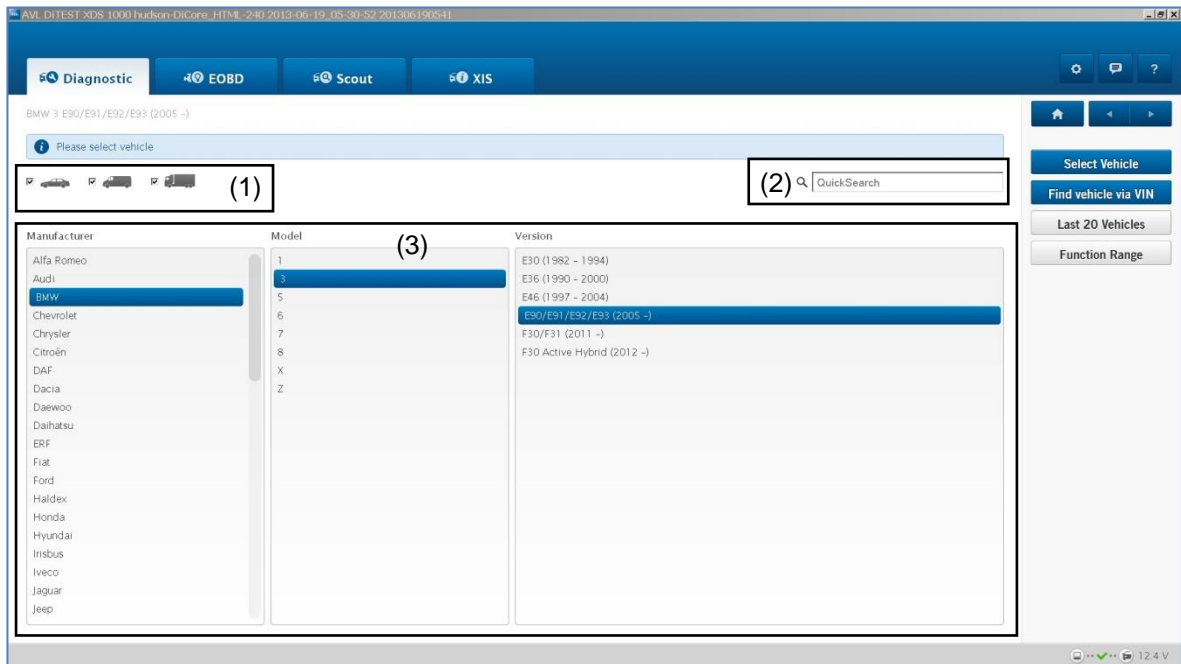 AVL DITEST XDS 1000 hudson-DiCore_HTML-240 2013-06-19_05-30-52 201306190541
Diagnostic
EOBD
Scout
XIS
?
BMW 3 E90/E91/E92/E93 (2005 -)
Please select vehicle
(1)
(2)
QuickSearch
Select Vehicle
Find vehicle via VIN
Last 20 Vehicles
Function Range
Manufacturer
Model
(3)
Version
Alfa Romeo
Audi
BMW
Chevrolet
Chrysler
Citroën
DAF
Dacia
Daewoo
Daihatsu
ERF
Fiat
Ford
Haldex
Honda
Hyundai
Irisbus
Iveco
Jaguar
Jeep
1
3
5
6
7
8
X
Z
E30 (1982 - 1994)
E36 (1990 - 2000)
E46 (1997 - 2004)
E90/E91/E92/E93 (2005 -)
F30/F31 (2011 -)
F30 Active Hybrid (2012 -)
12.4 V